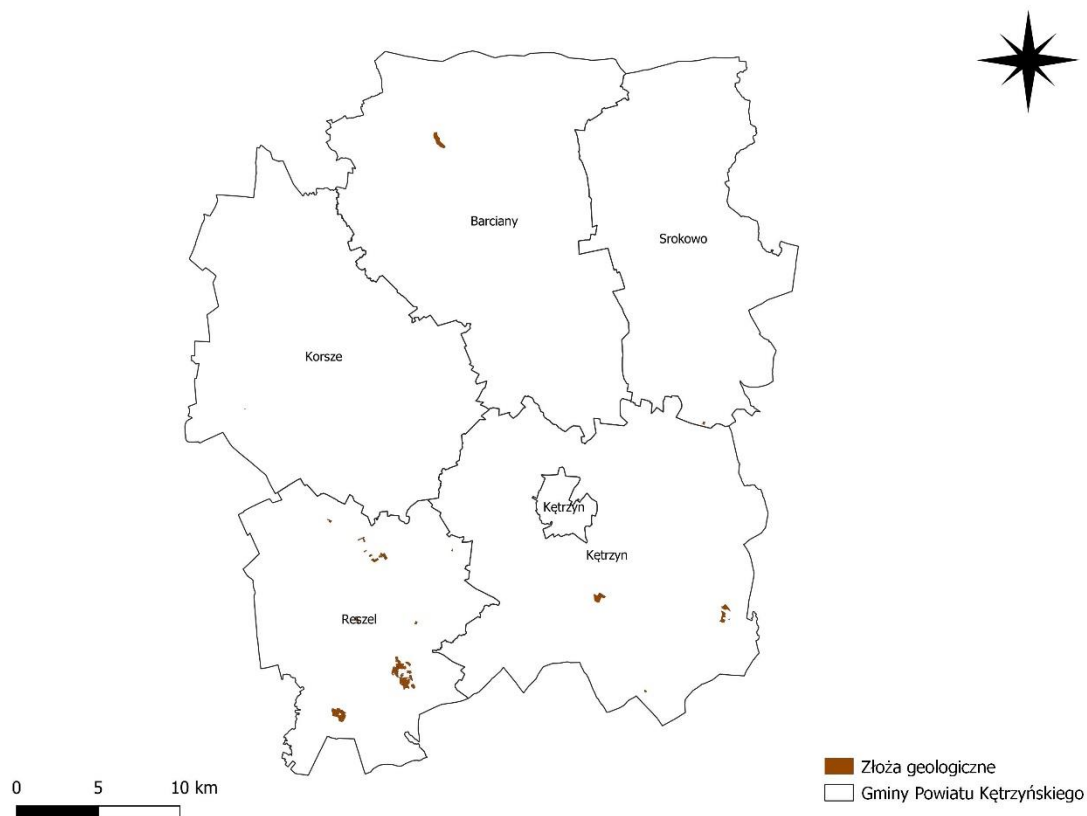 Barciany
Srokowo
Korsze
Kętrzyn
Kętrzyn
Reszel
0 5 10 km
Złoża geologiczne
Gminy Powiatu Kętrzyńskiego